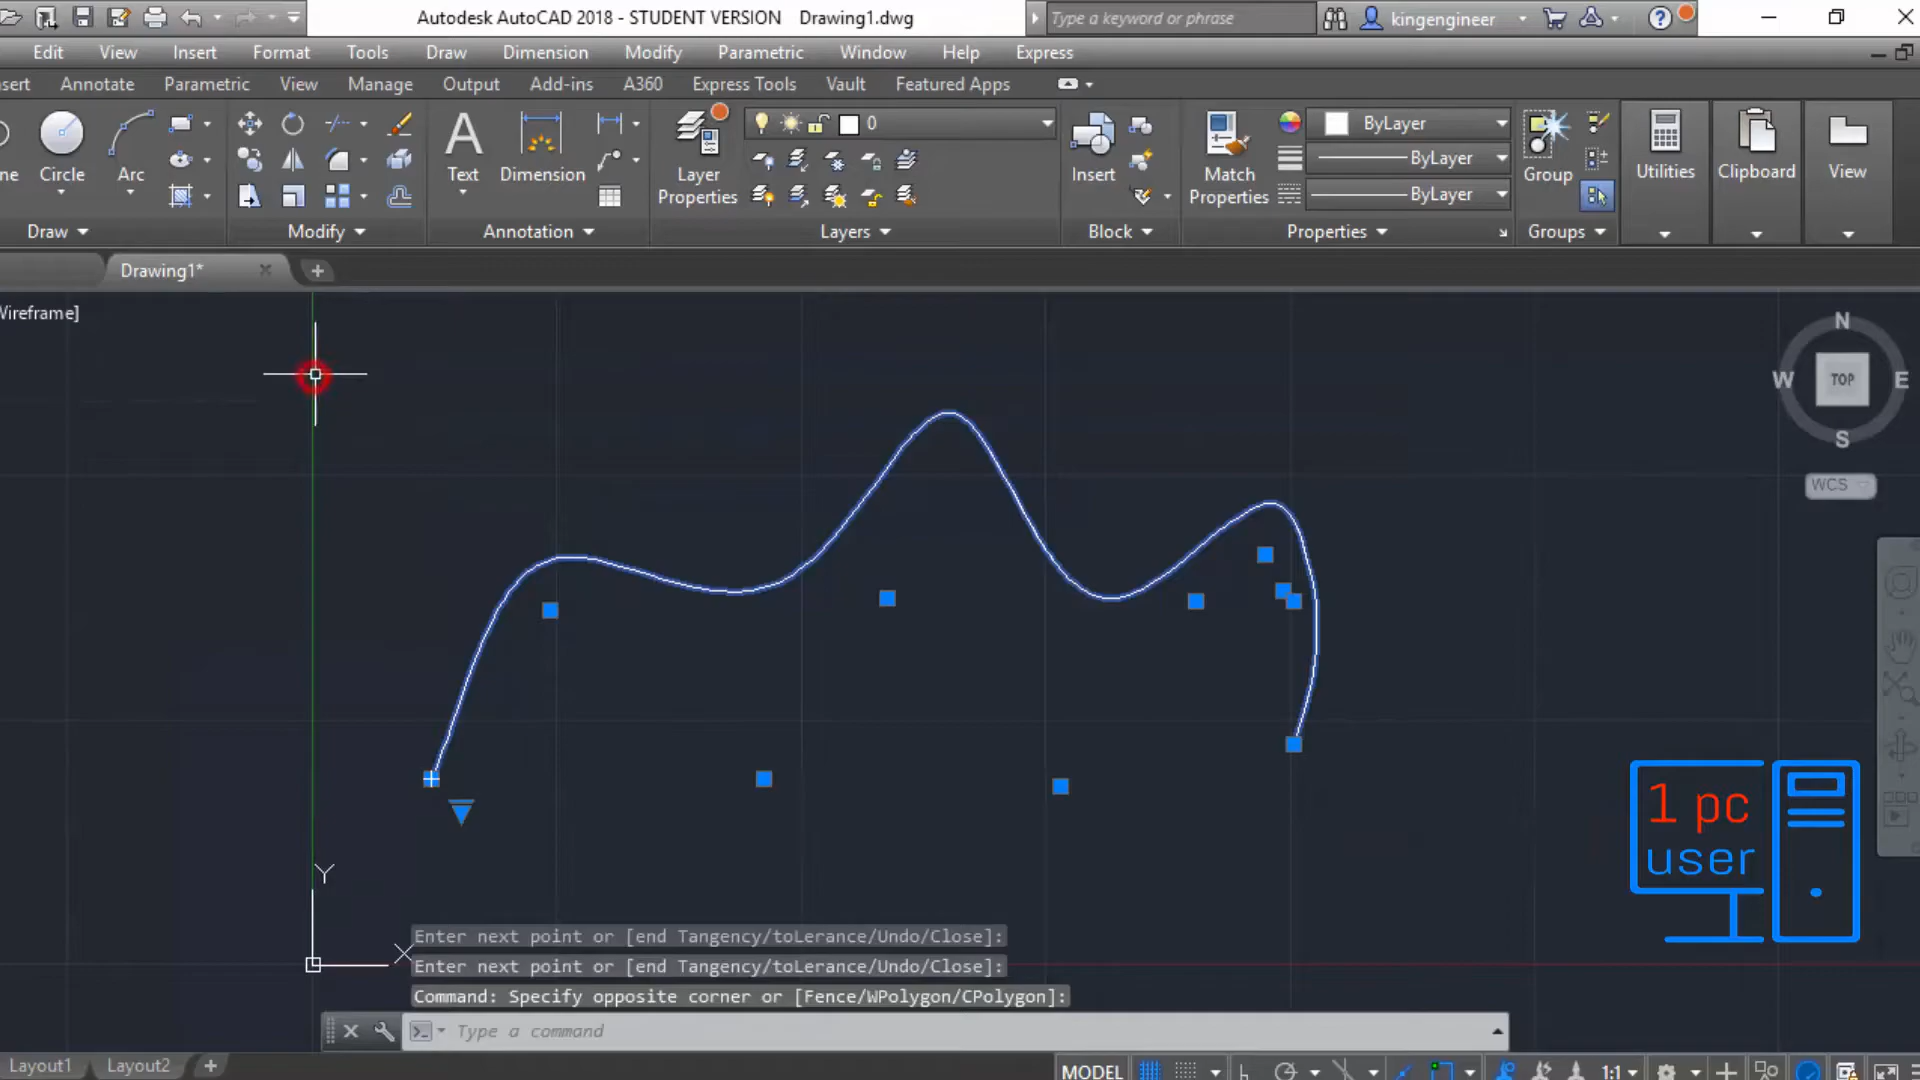 Autodesk AutoCAD 2018 - STUDENT VERSION Drawing1.dwg
Type a keyword or phrase
kingengineer
Edit View Insert Format Tools Draw Dimension Modify Parametric Window Help Express
Annotate Parametric View Manage Output Add-ins A360 Express Tools Vault Featured Apps
0
ByLayer
ByLayer
ByLayer
Circle Arc
Text Dimension
Layer
Properties
Insert
Match
Properties
Group
Utilities
Clipboard
View
Draw Modify Annotation Layers Block Properties Groups
Drawing1*
Wireframe]
N
W TOP E
S
WCS
1 pc
user
Y
X
Enter next point or [end Tangency/toLerance/Undo/Close]:
Enter next point or [end Tangency/toLerance/Undo/Close]:
Command: Specify opposite corner or [Fence/WPolygon/CPolygon]:
Type a command
Layout1 Layout2
MODEL
1:1